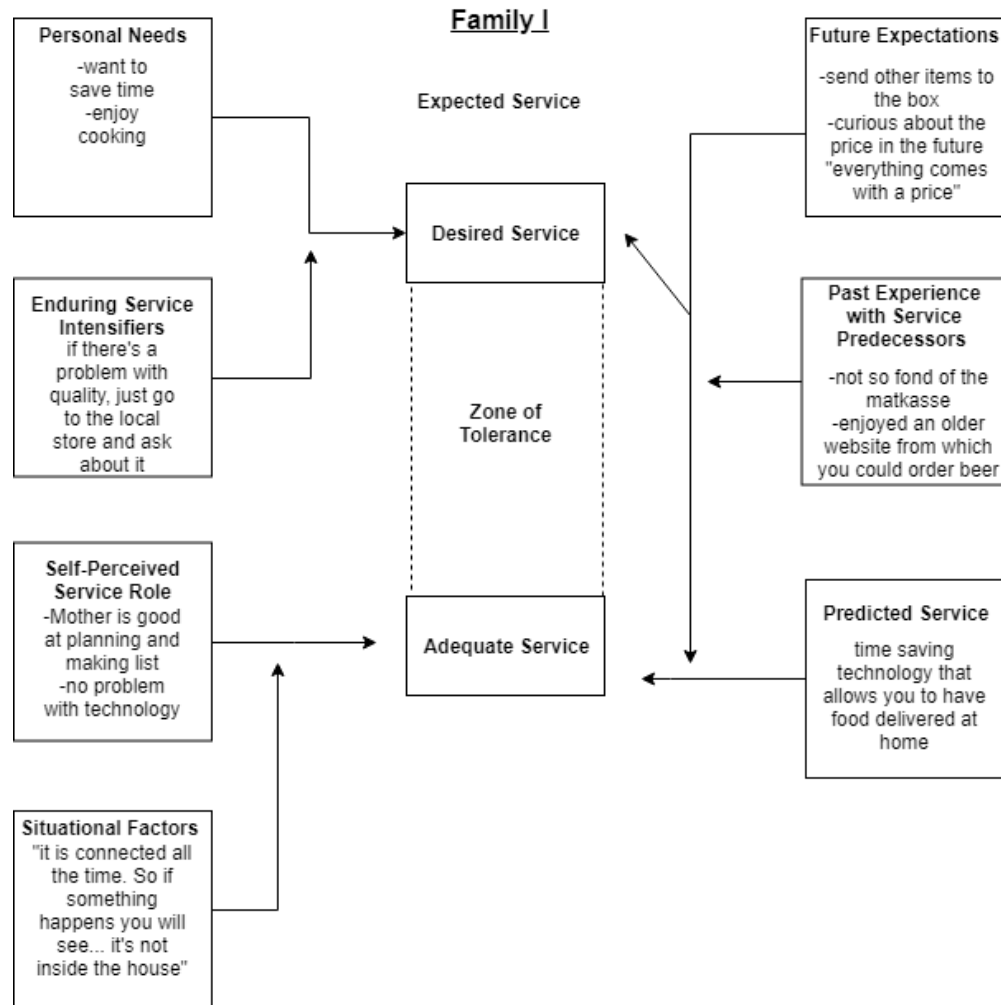 Family I
Personal Needs
-want to
save time
-enjoy
cooking
Enduring Service
Intensifiers
if there's a
problem with
quality, just go
to the local
store and ask
about it
Self-Perceived
Service Role
-Mother is good
at planning and
making list
-no problem
with technology
Situational Factors
"it is connected all
the time. So if
something
happens you will
see... it's not
inside the house"
Expected Service
Desired Service
Zone of
Tolerance
Adequate Service
Future Expectations
-send other items to
the box
-curious about the
price in the future
"everything comes
with a price"
Past Experience
with Service
Predecessors
-not so fond of the
matkasse
-enjoyed an older
website from which
you could order beer
Predicted Service
time saving
technology that
allows you to have
food delivered at
home